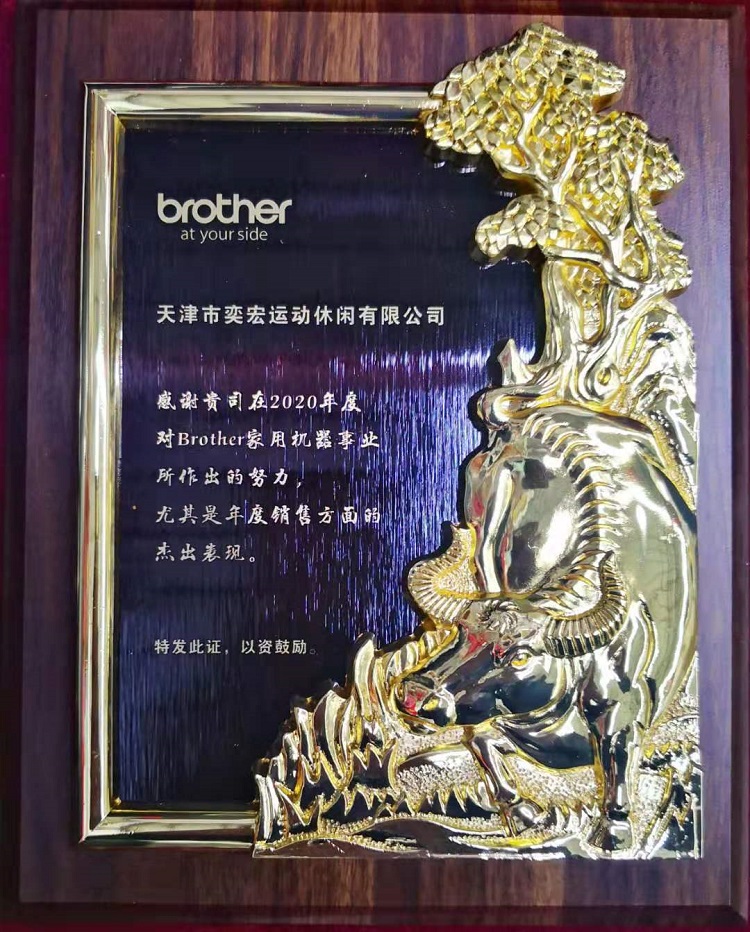 brother
at your side
天津市奕宏运动休闲有限公司
感谢贵司在2020年度
对Brother家用机器事业
所作出的努力，
尤其是年度销售方面的
杰出表现。
特发此证，以资鼓励。